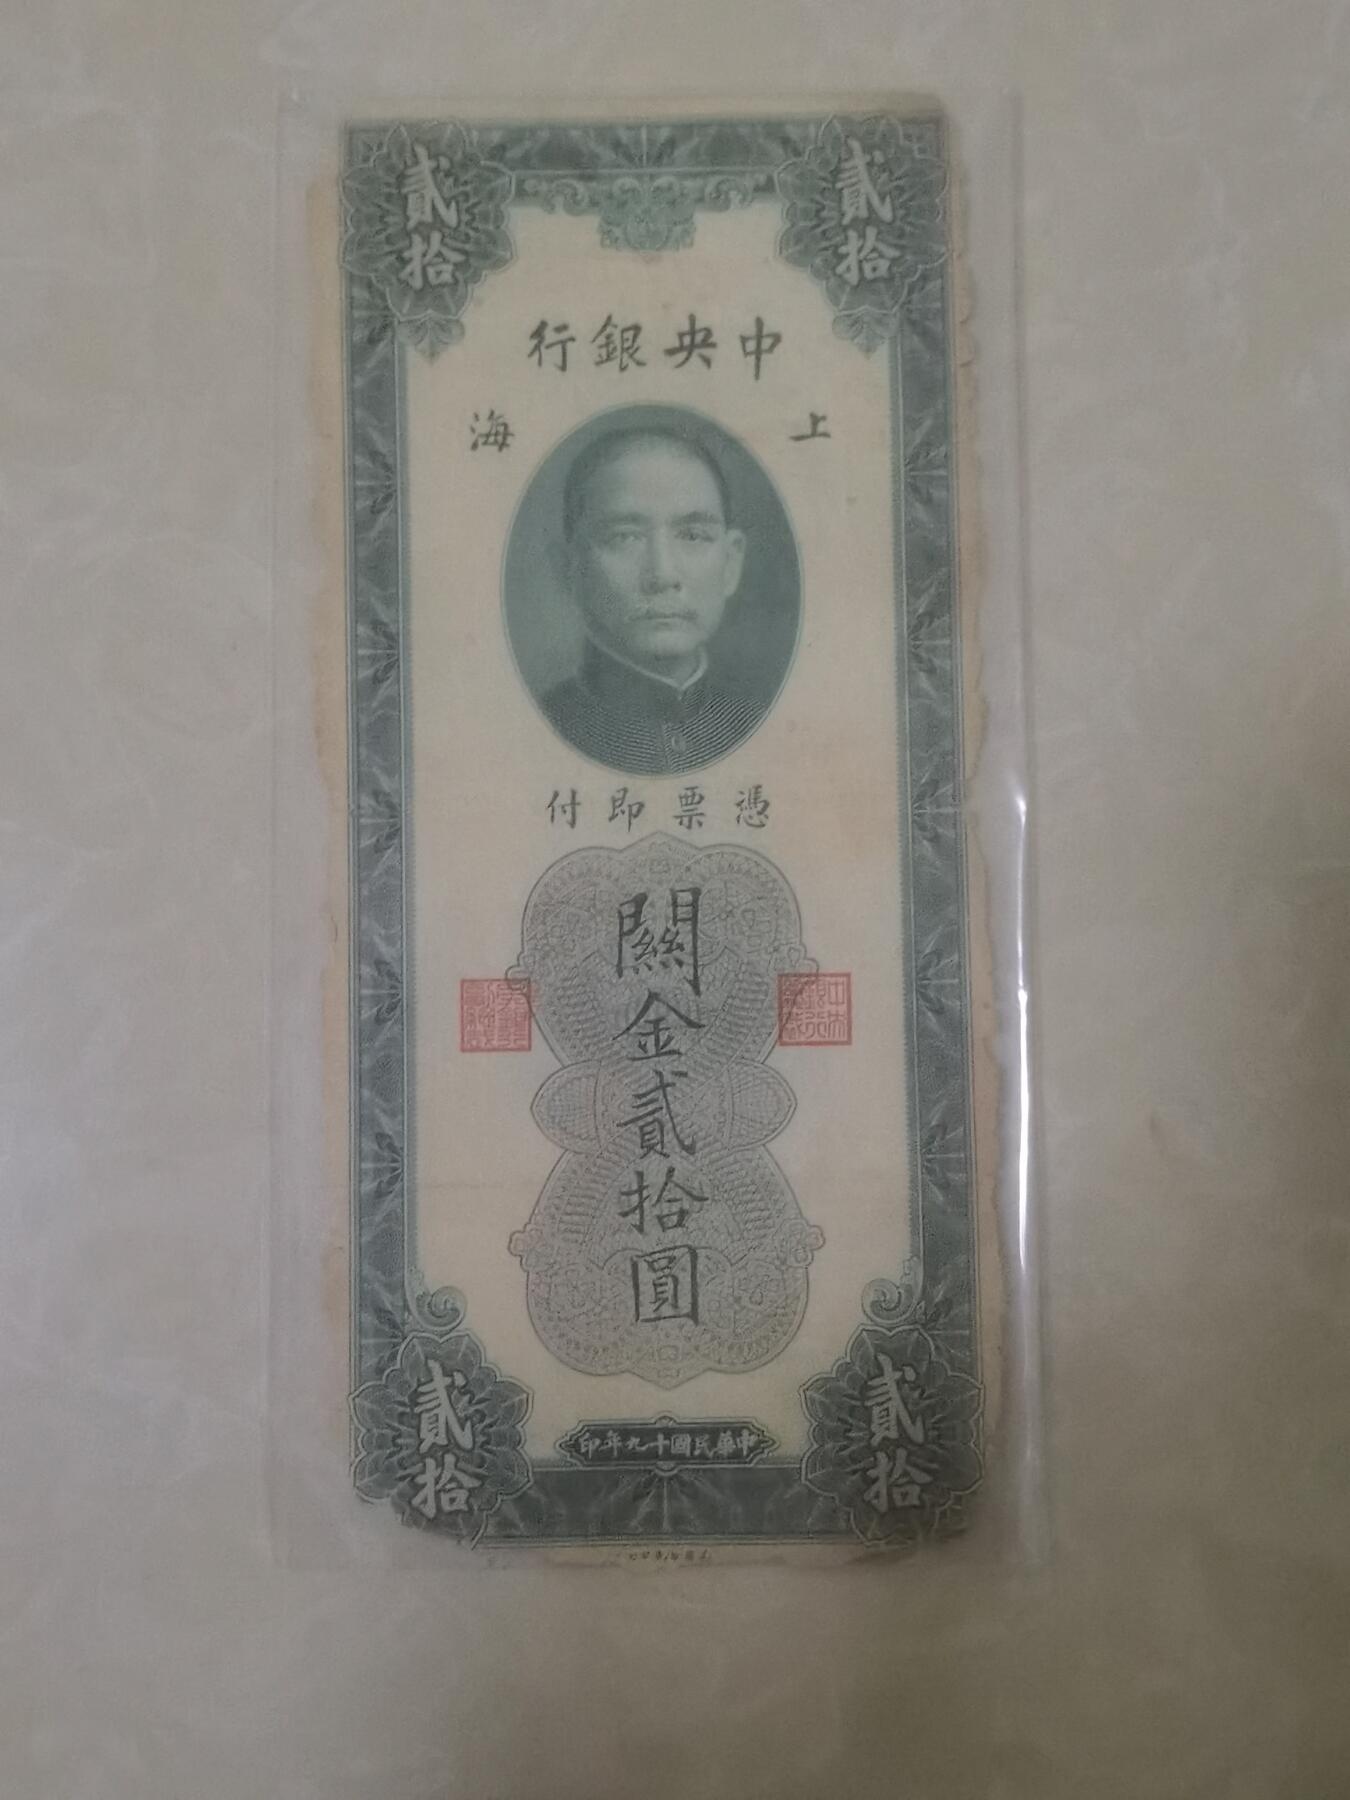 貳拾
貳拾
中央銀行
上海
憑票即付
關金貳拾圓
中華民國十九年印
貳拾
貳拾